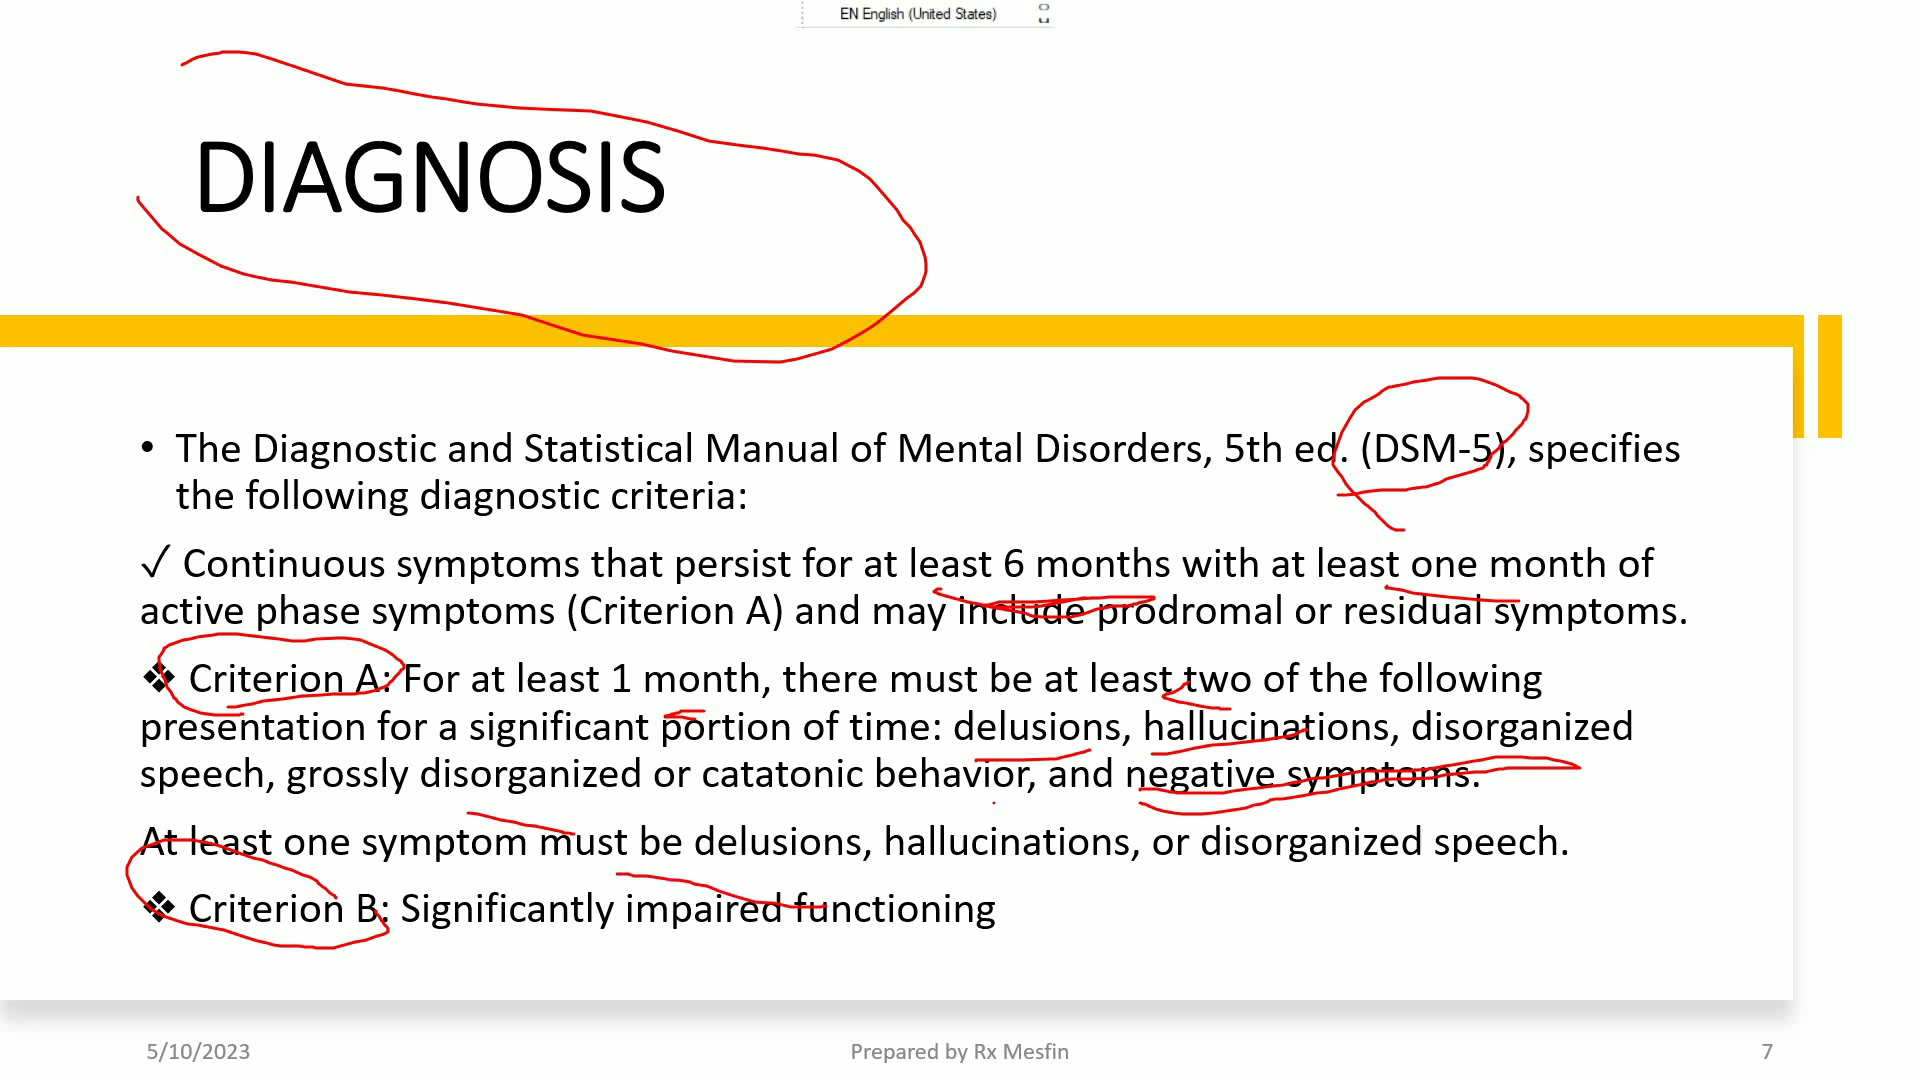 EN English (United States)
DIAGNOSIS
• The Diagnostic and Statistical Manual of Mental Disorders, 5th ed. (DSM-5), specifies
the following diagnostic criteria:
✓ Continuous symptoms that persist for at least 6 months with at least one month of
active phase symptoms (Criterion A) and may include prodromal or residual symptoms.
❖ Criterion A: For at least 1 month, there must be at least two of the following
presentation for a significant portion of time: delusions, hallucinations, disorganized
speech, grossly disorganized or catatonic behavior, and negative symptoms.
At least one symptom must be delusions, hallucinations, or disorganized speech.
❖ Criterion B: Significantly impaired functioning
5/10/2023
Prepared by Rx Mesfin
7